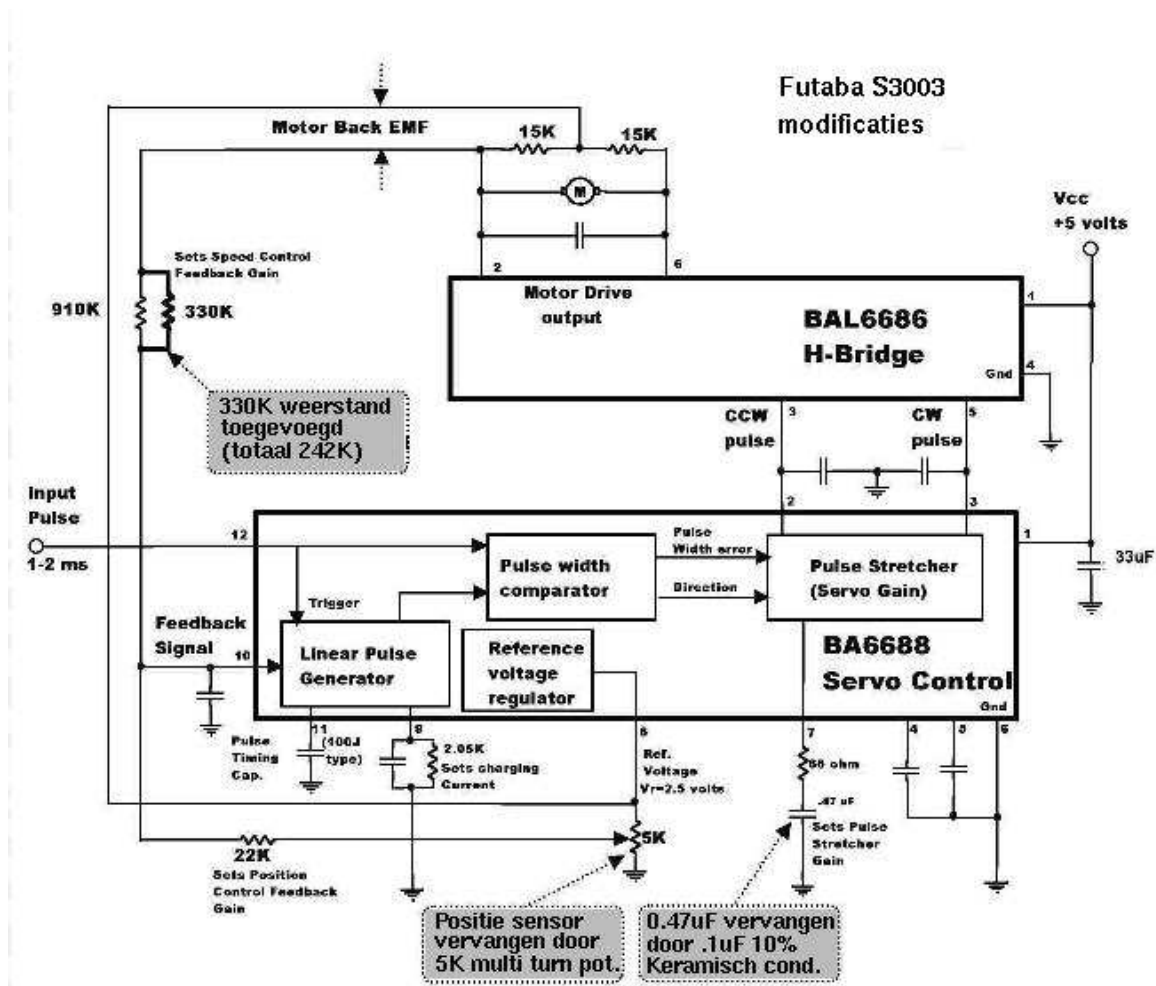 Futaba S3003
modificaties
Motor Back EMF
15K
15K
M
Vcc
+5 volts
Sets Speed Control
Feedback Gain
910K
330K
2
6
Motor Drive
output
BAL6686
H-Bridge
1
4
Gnd
330K weerstand
toegevoegd
(totaal 242K)
CCW
pulse
3
CW
pulse
5
Input
Pulse
1-2 ms
12
2
3
1
33uF
Pulse
Width error
Pulse width
comparator
Direction
Pulse Stretcher
(Servo Gain)
Trigger
Feedback
Signal
10
Linear Pulse
Generator
Reference
voltage
regulator
BA6688
Servo Control
Gnd
11
9
7
4
Pulse
Timing
Cap.
(100J
type)
2.05K
Sets charging
Current
Ref.
Voltage
Vr=2.5 volts
ohm
.47 uF
Sets Pulse
Stretcher
Gain
5K
22K
Sets Position
Control Feedback
Gain
Positie sensor
vervangen door
5K multi turn pot.
0.47uF vervangen
door .1uF 10%
Keramisch cond.